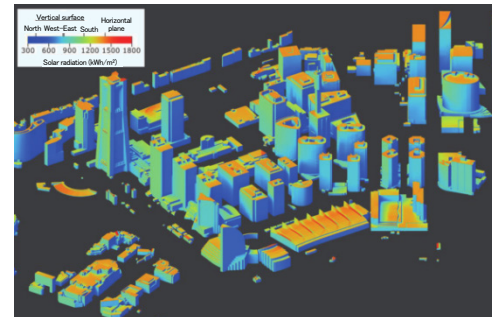 Vertical surface
Horizontal plane
North West-East South
300 600 900 1200 1500 1800
Solar radiation (kWh/m²)